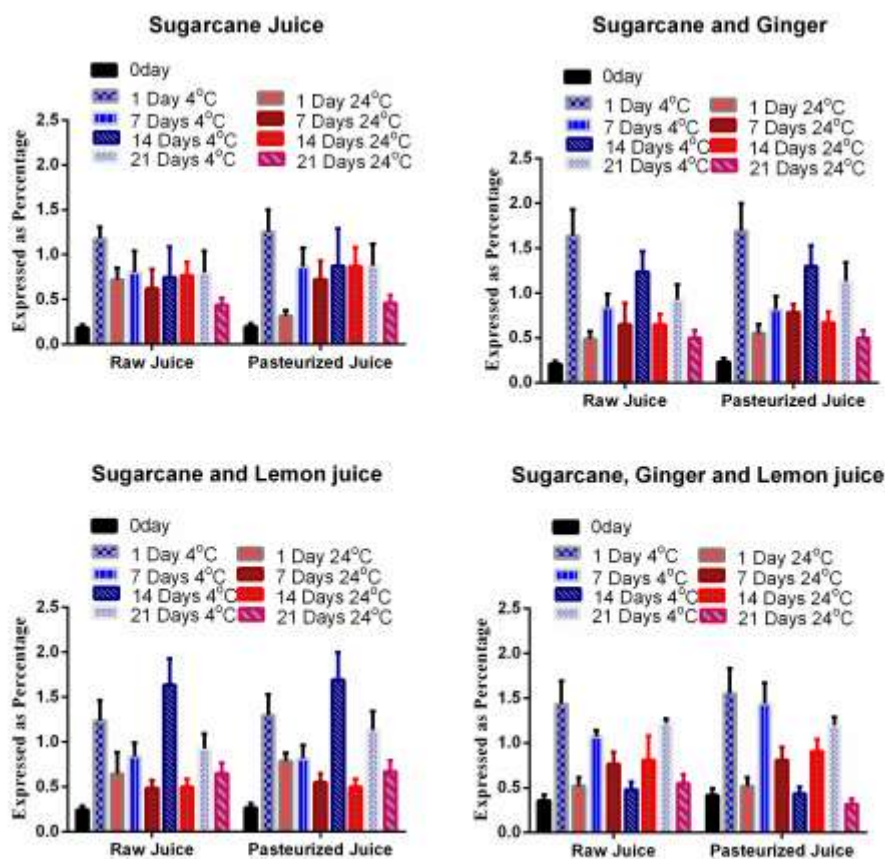 Sugarcane Juice
0day
1 Day 4°C
1 Day 24°C
7 Days 4°C
7 Days 24°C
14 Days 4°C
14 Days 24°C
21 Days 4°C
21 Days 24°C
Expressed as Percentage
2.5
2.0
1.5
1.0
0.5
0.0
Raw Juice
Pasteurized Juice
Sugarcane and Ginger
0day
1 Day 4°C
1 Day 24°C
7 Days 4°C
7 Days 24°C
14 Days 4°C
14 Days 24°C
21 Days 4°C
21 Days 24°C
Expressed as Percentage
2.5
2.0
1.5
1.0
0.5
0.0
Raw Juice
Pasteurized Juice
Sugarcane and Lemon juice
0day
1 Day 4°C
1 Day 24°C
7 Days 4°C
7 Days 24°C
14 Days 4°C
14 Days 24°C
21 Days 4°C
21 Days 24°C
Expressed as Percentage
2.5
2.0
1.5
1.0
0.5
0.0
Raw Juice
Pasteurized Juice
Sugarcane, Ginger and Lemon juice
0day
1 Day 4°C
1 Day 24°C
7 Days 4°C
7 Days 24°C
14 Days 4°C
14 Days 24°C
21 Days 4°C
21 Days 24°C
Expressed as Percentage
2.5
2.0
1.5
1.0
0.5
0.0
Raw Juice
Pasteurized Juice